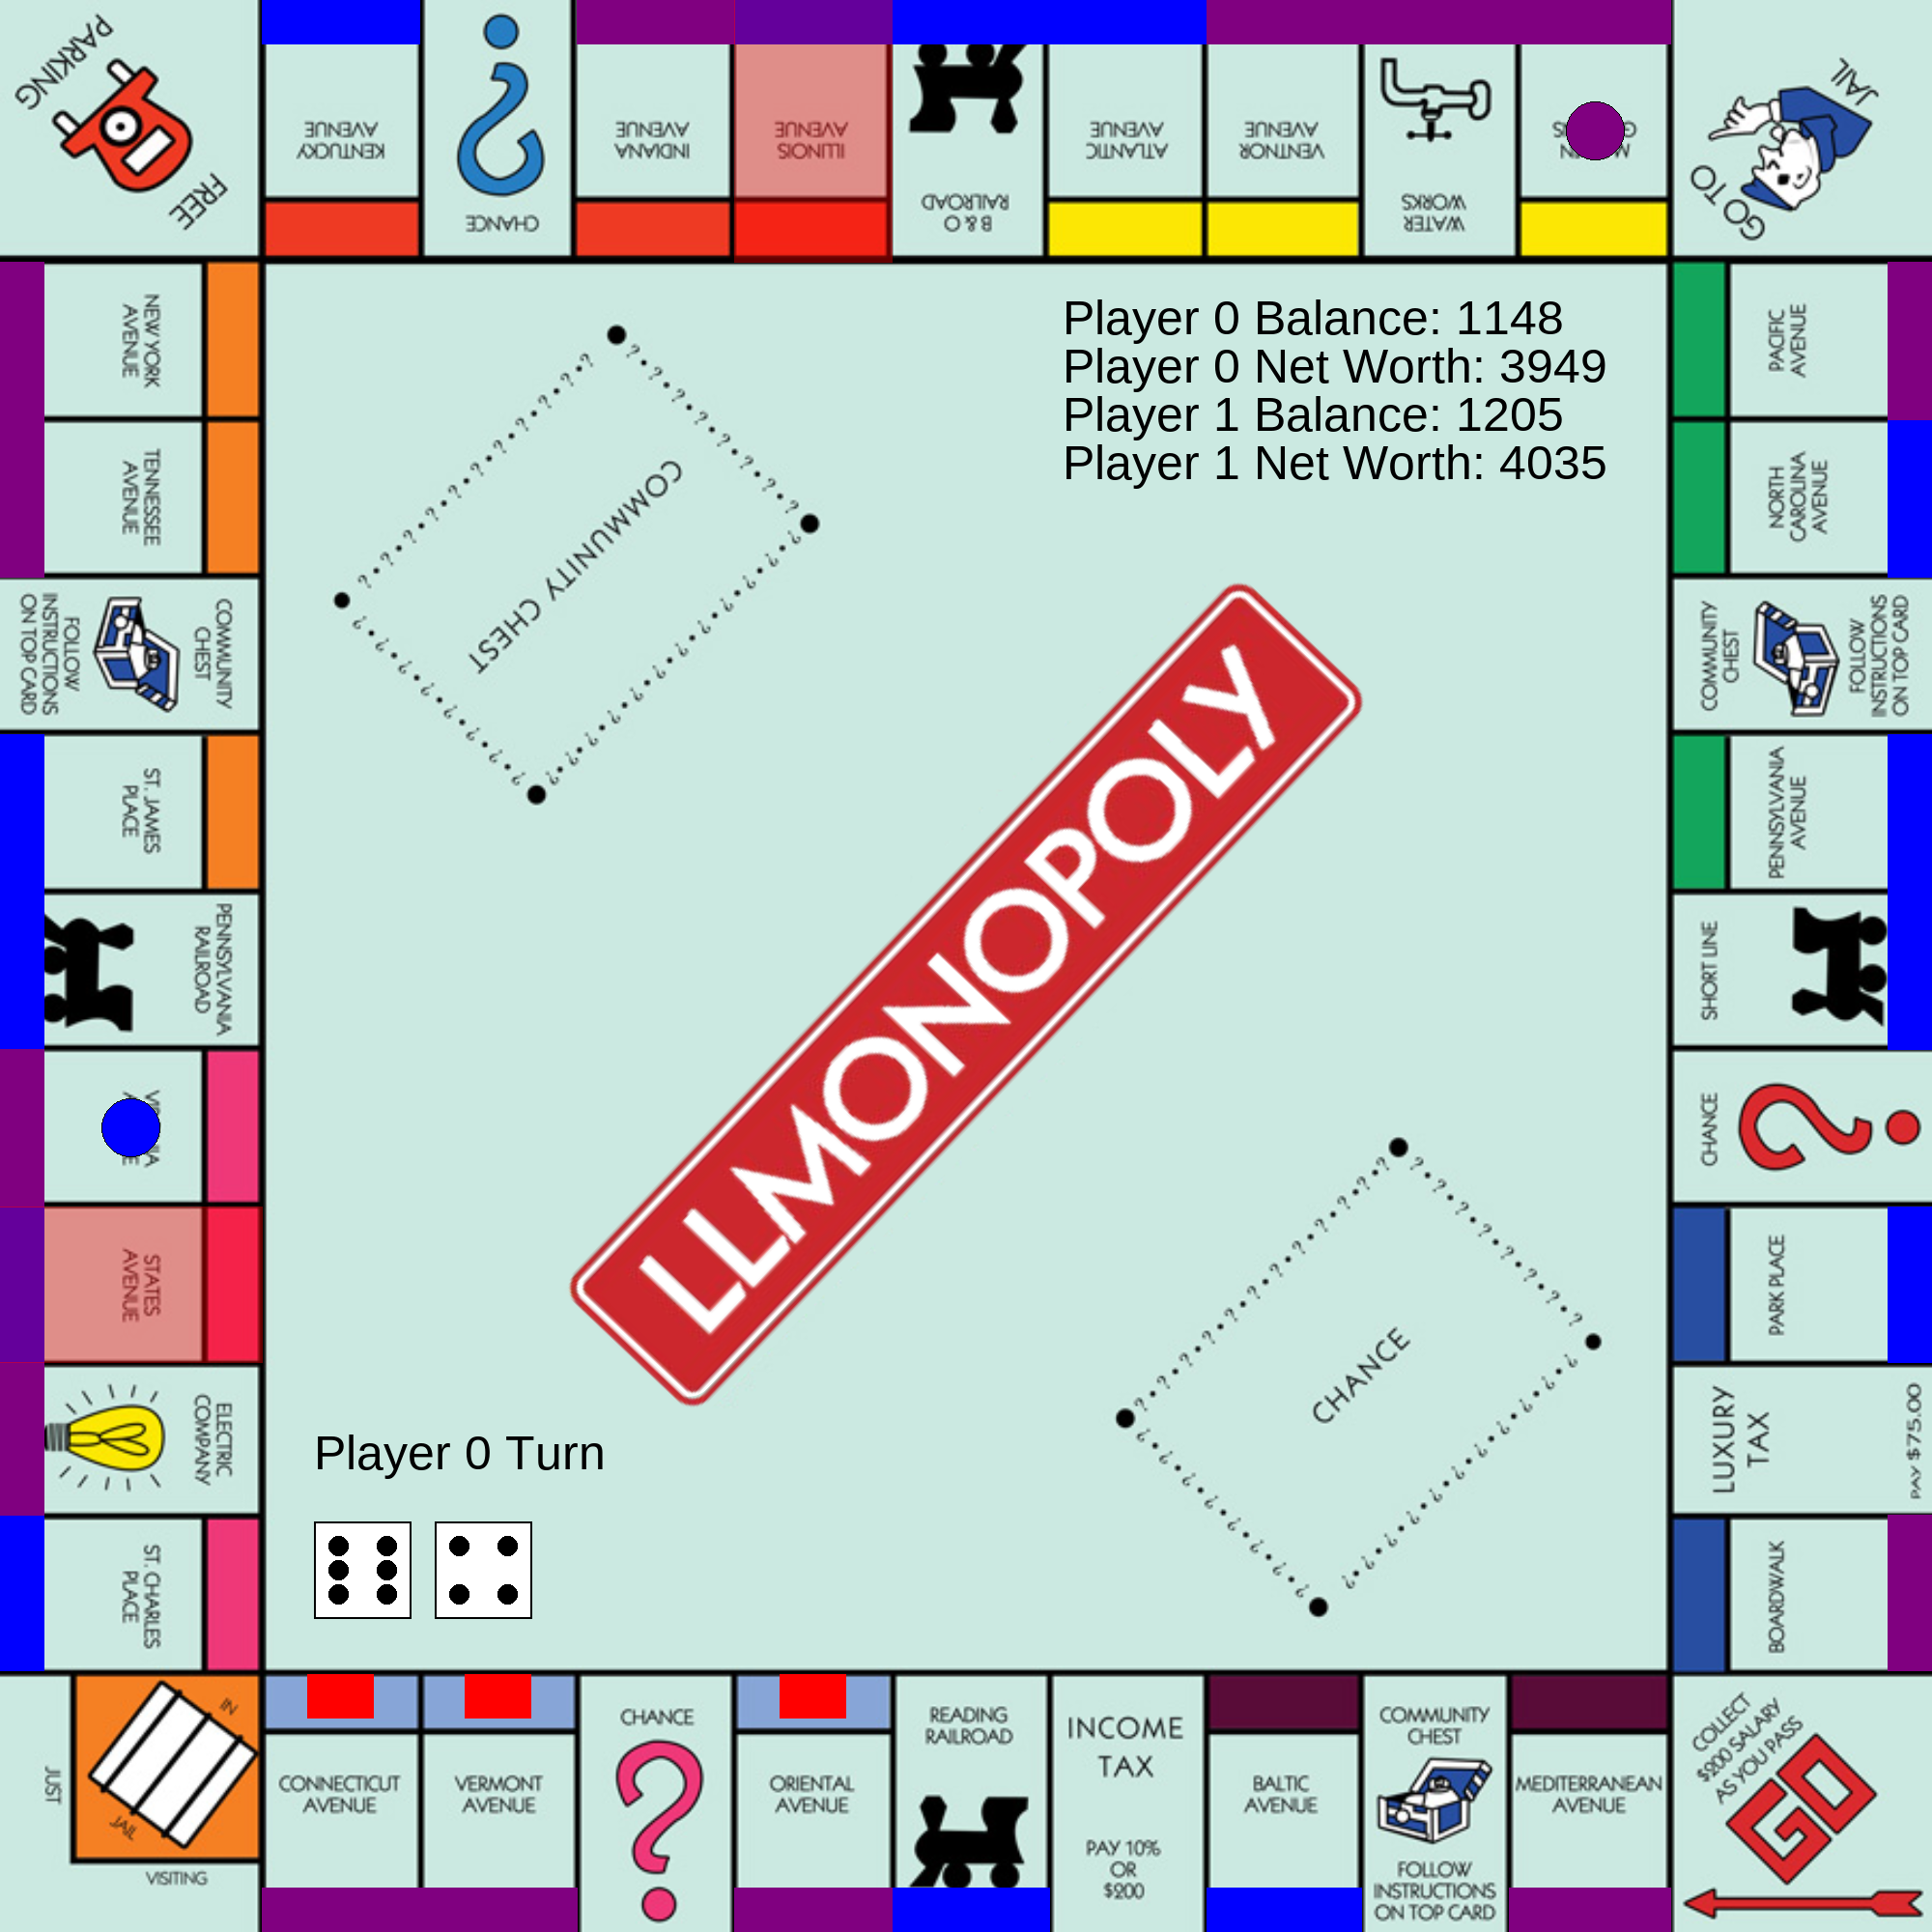 PARKING
FREE
KENTUCKY
AVENUE
CHANCE
INDIANA
AVENUE
ILLINOIS
AVENUE
B & O
RAILROAD
ATLANTIC
AVENUE
VENTNOR
AVENUE
WATER
WORKS
GO TO
JAIL
Player 0 Balance: 1148
Player 0 Net Worth: 3949
Player 1 Balance: 1205
Player 1 Net Worth: 4035
NEW YORK
AVENUE
TENNESSEE
AVENUE
COMMUNITY
CHEST
FOLLOW
INSTRUCTIONS
ON TOP CARD
ST. JAMES
PLACE
PENNSYLVANIA
RAILROAD
STATES
AVENUE
ELECTRIC
COMPANY
ST. CHARLES
PLACE
COMMUNITY CHEST
LLMONOPOLY
CHANCE
Player 0 Turn
PACIFIC
AVENUE
NORTH
CAROLINA
AVENUE
COMMUNITY
CHEST
FOLLOW
INSTRUCTIONS
ON TOP CARD
PENNSYLVANIA
AVENUE
SHORT LINE
CHANCE
PARK PLACE
LUXURY
TAX
PAY $75.00
BOARDWALK
JUST
VISITING
IN
JAIL
CONNECTICUT
AVENUE
VERMONT
AVENUE
CHANCE
ORIENTAL
AVENUE
READING
RAILROAD
INCOME
TAX
PAY 10%
OR
$200
BALTIC
AVENUE
COMMUNITY
CHEST
FOLLOW
INSTRUCTIONS
ON TOP CARD
MEDITERRANEAN
AVENUE
COLLECT
$200 SALARY
AS YOU PASS
GO